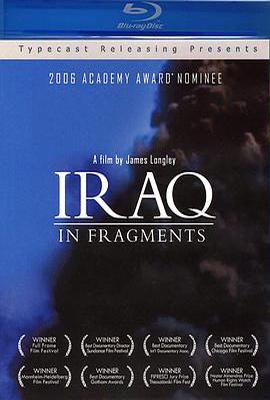 Blu-ray Disc
Typecast Releasing Presents
2006 ACADEMY AWARD NOMINEE
A film by James Longley
IRAQ
IN FRAGMENTS
WINNER
Full Frame
Film Festival
WINNER
Best Documentary Director
Sundance Film Festival
WINNER
Best Documentary
Int'l Documentary Assoc.
WINNER
Best Documentary
Chicago Film Festival
WINNER
Mannheim-Heidelberg
Film Festival
WINNER
Best Documentary
Gotham Awards
WINNER
FIPRESCI Jury Prize
Thessaloniki Film Fest
WINNER
Nestor Almendros Prize
Human Rights Watch